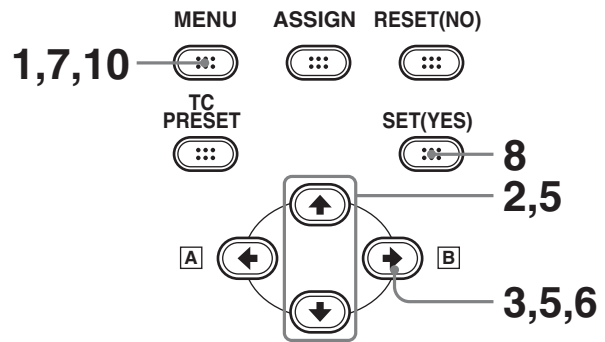 MENU ASSIGN RESET(NO)
1,7,10
TC
PRESET SET(YES)
8
2,5
A B
3,5,6